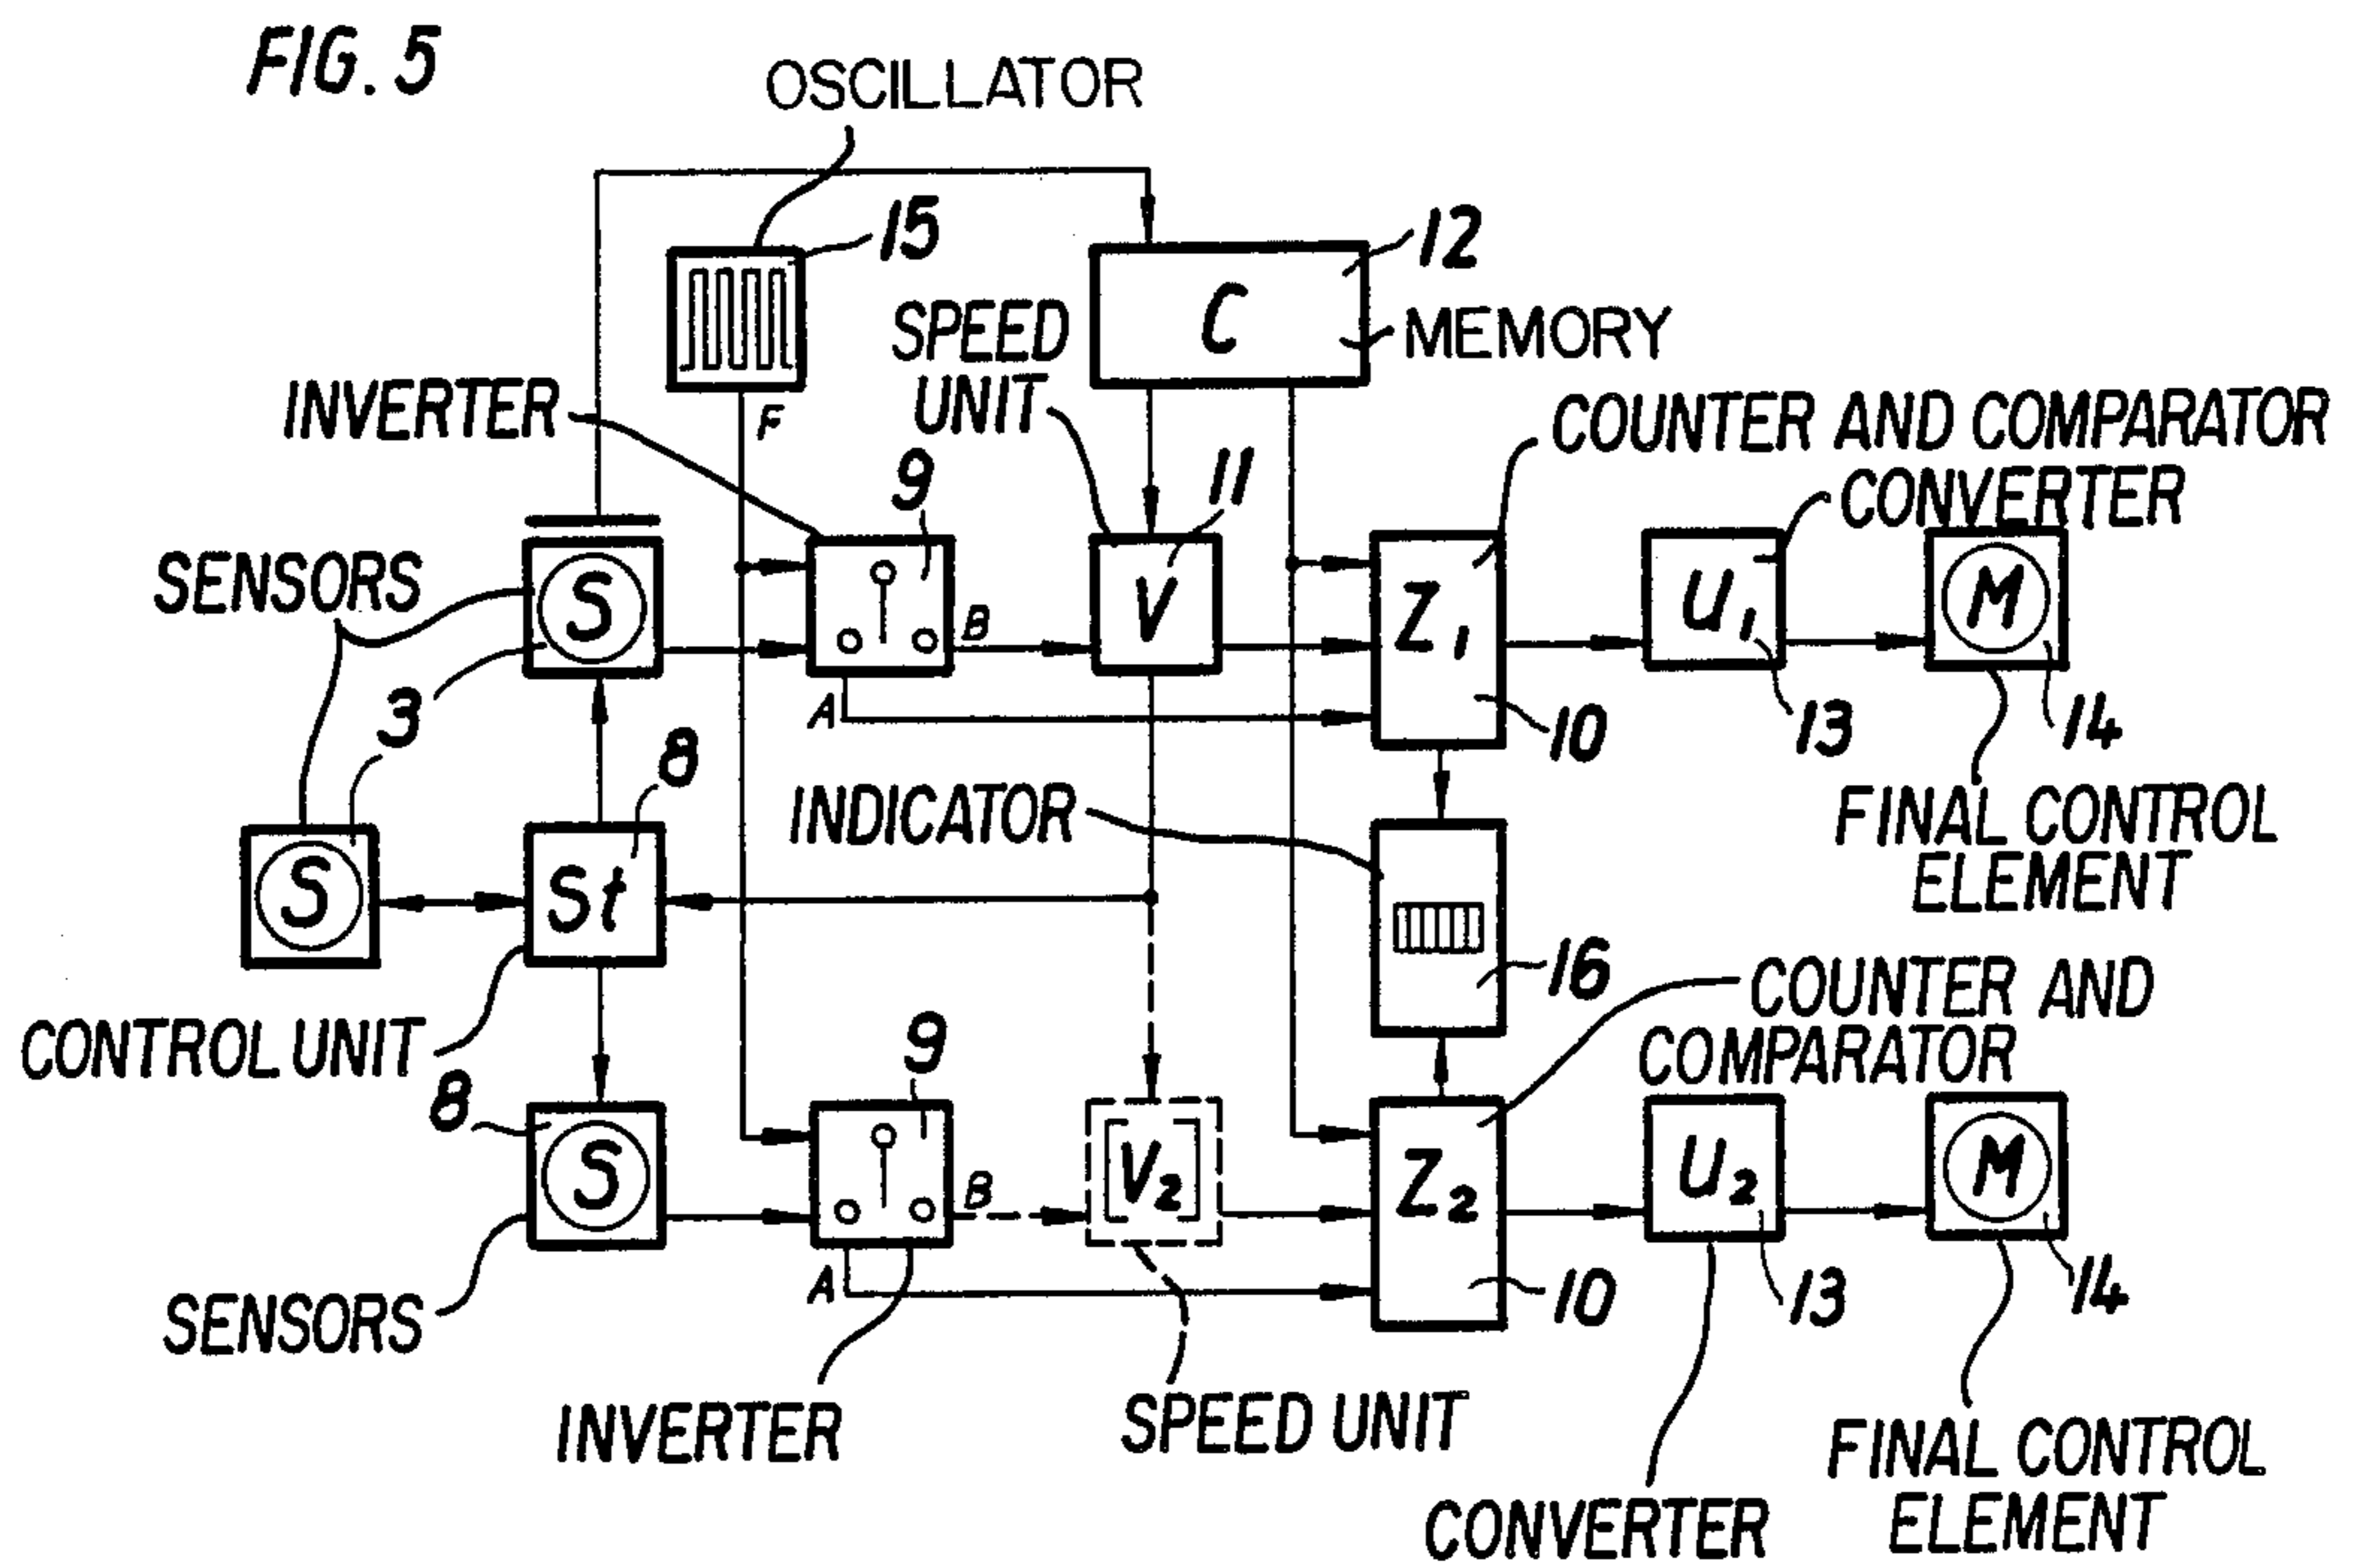 FIG. 5
OSCILLATOR
15
12
C
MEMORY
SPEED
UNIT
INVERTER
F
COUNTER AND COMPARATOR
CONVERTER
9
11
SENSORS
S
B
V
Z1
U1
M
3
A
10
13
14
8
INDICATOR
FINAL CONTROL
ELEMENT
S
St
16
COUNTER AND
COMPARATOR
CONTROL UNIT
9
8
S
B
[V2]
Z2
U2
M
A
10
13
14
SENSORS
INVERTER
SPEED UNIT
FINAL CONTROL
ELEMENT
CONVERTER